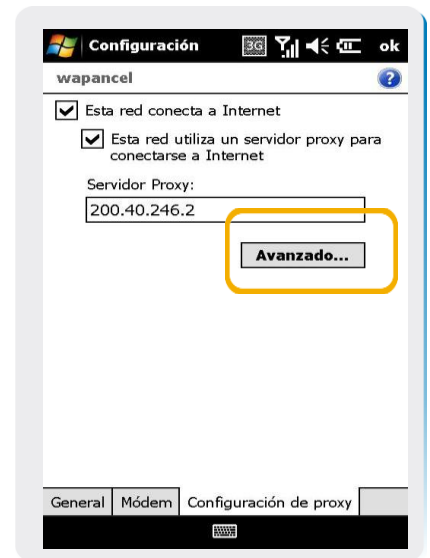 Configuración 3G ok
wapancel ?
Esta red conecta a Internet
Esta red utiliza un servidor proxy para
conectarse a Internet
Servidor Proxy:
200.40.246.2
Avanzado...
General Módem Configuración de proxy